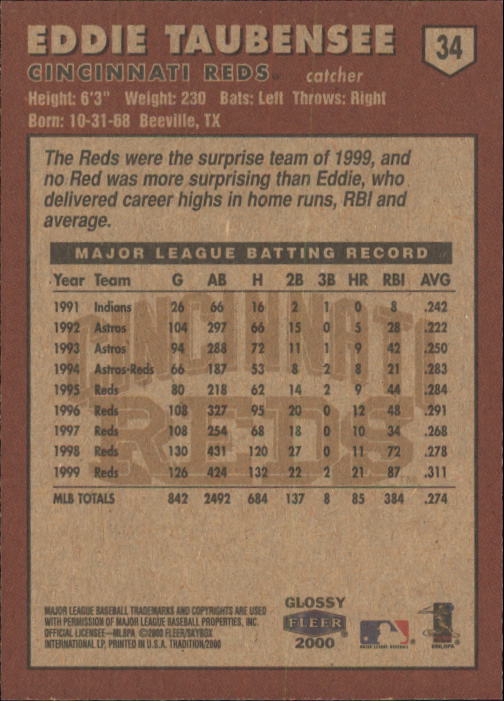 EDDIE TAUBENSEE
34
CINCINNATI REDS catcher
Height: 6'3" Weight: 230 Bats: Left Throws: Right
Born: 10-31-68 Beeville, TX
The Reds were the surprise team of 1999, and
no Red was more surprising than Eddie, who
delivered career highs in home runs, RBI and
average.
MAJOR LEAGUE BATTING RECORD
Year Team G AB H 2B 3B HR RBI AVG
1991 Indians 26 66 16 2 1 0 8 .242
1992 Astros 104 297 66 15 0 5 28 .222
1993 Astros 94 288 72 11 1 9 42 .250
1994 Astros-Reds 66 187 53 8 2 8 21 .283
1995 Reds 80 218 62 14 2 9 44 .284
1996 Reds 108 327 95 20 0 12 48 .291
1997 Reds 108 254 68 18 0 10 34 .268
1998 Reds 130 431 120 27 0 11 72 .278
1999 Reds 126 424 132 22 2 21 87 .311
MLB TOTALS 842 2492 684 137 8 85 384 .274
CINCINNATI
REDS
MAJOR LEAGUE BASEBALL TRADEMARKS AND COPYRIGHTS ARE USED
WITH PERMISSION OF MAJOR LEAGUE BASEBALL PROPERTIES, INC.
OFFICIAL LICENSEE—MLBPA ©2000 FLEER/SKYBOX
INTERNATIONAL LP, PRINTED IN U.S.A. TRADITION/2000
GLOSSY
FLEER
2000